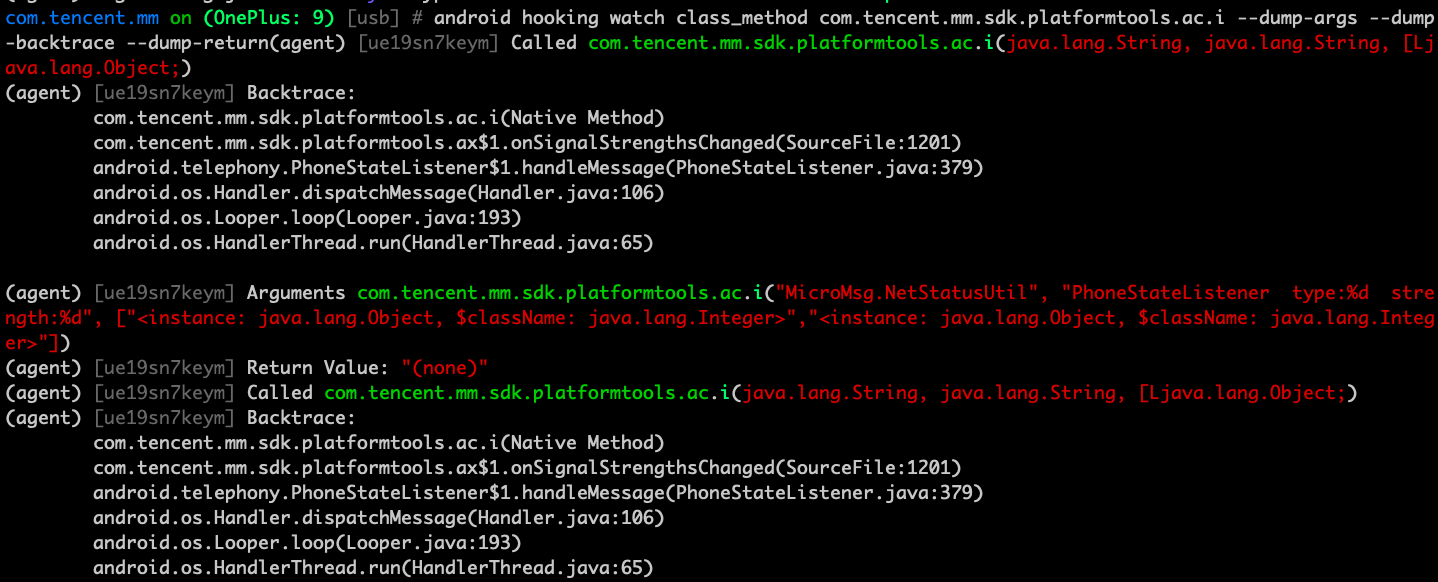 com.tencent.mm on (OnePlus: 9) [usb] # android hooking watch class_method com.tencent.mm.sdk.platformtools.ac.i --dump-args --dump
-backtrace --dump-return(agent) [ue19sn7keym] Called com.tencent.mm.sdk.platformtools.ac.i(java.lang.String, java.lang.String, [Lj
ava.lang.Object;)
(agent) [ue19sn7keym] Backtrace:
com.tencent.mm.sdk.platformtools.ac.i(Native Method)
com.tencent.mm.sdk.platformtools.ax$1.onSignalStrengthsChanged(SourceFile:1201)
android.telephony.PhoneStateListener$1.handleMessage(PhoneStateListener.java:379)
android.os.Handler.dispatchMessage(Handler.java:106)
android.os.Looper.loop(Looper.java:193)
android.os.HandlerThread.run(HandlerThread.java:65)
(agent) [ue19sn7keym] Arguments com.tencent.mm.sdk.platformtools.ac.i("MicroMsg.NetStatusUtil", "PhoneStateListener  type:%d  stre
ngth:%d", ["<instance: java.lang.Object, $className: java.lang.Integer>","<instance: java.lang.Object, $className: java.lang.Integ
er>"])
(agent) [ue19sn7keym] Return Value: "(none)"
(agent) [ue19sn7keym] Called com.tencent.mm.sdk.platformtools.ac.i(java.lang.String, java.lang.String, [Ljava.lang.Object;)
(agent) [ue19sn7keym] Backtrace:
com.tencent.mm.sdk.platformtools.ac.i(Native Method)
com.tencent.mm.sdk.platformtools.ax$1.onSignalStrengthsChanged(SourceFile:1201)
android.telephony.PhoneStateListener$1.handleMessage(PhoneStateListener.java:379)
android.os.Handler.dispatchMessage(Handler.java:106)
android.os.Looper.loop(Looper.java:193)
android.os.HandlerThread.run(HandlerThread.java:65)